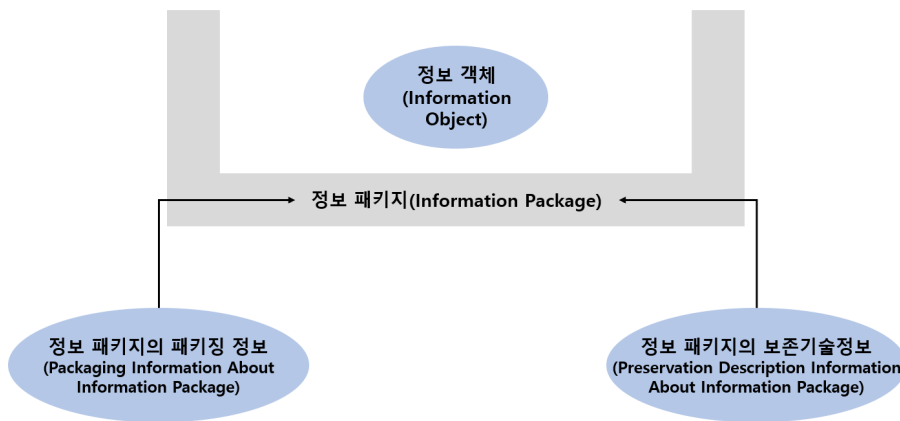 정보 객체
(Information
Object)
정보 패키지(Information Package)
정보 패키지의 패키징 정보
(Packaging Information About
Information Package)
정보 패키지의 보존기술정보
(Preservation Description Information
About Information Package)